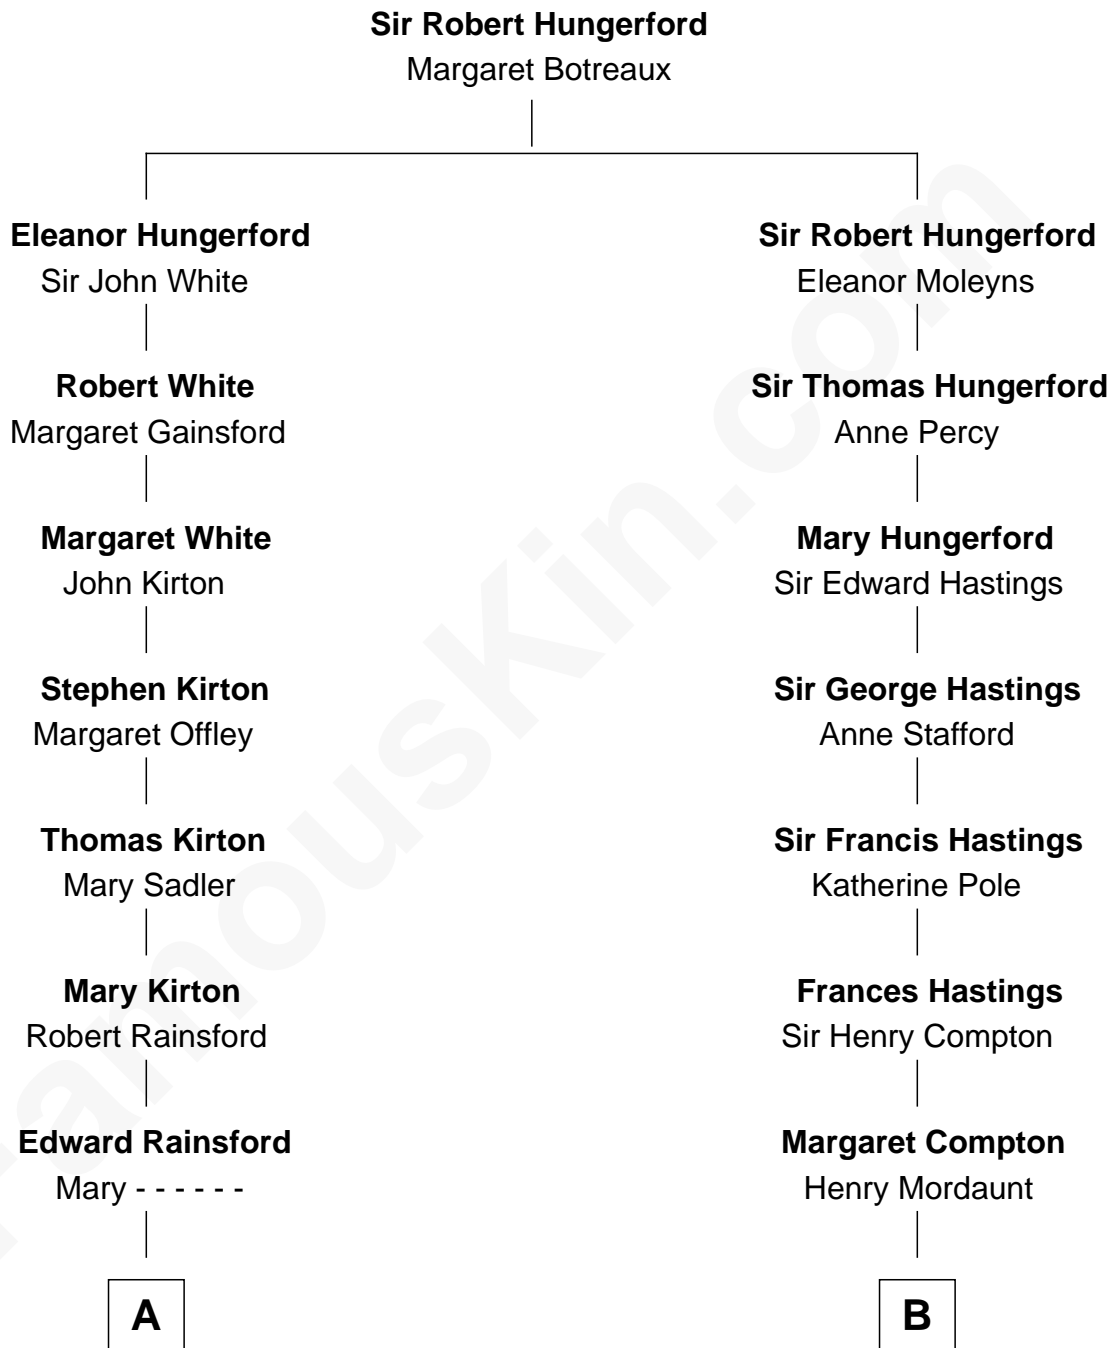 Sir Robert Hungerford
Margaret Botreaux
Eleanor Hungerford
Sir John White
Sir Robert Hungerford
Eleanor Moleyns
Robert White
Margaret Gainsford
Sir Thomas Hungerford
Anne Percy
Margaret White
John Kirton
Mary Hungerford
Sir Edward Hastings
Stephen Kirton
Margaret Offley
Sir George Hastings
Anne Stafford
Thomas Kirton
Mary Sadler
Sir Francis Hastings
Katherine Pole
Mary Kirton
Robert Rainsford
Frances Hastings
Sir Henry Compton
Edward Rainsford
Mary - - - - - -
Margaret Compton
Henry Mordaunt
A
B
FamousKin.com